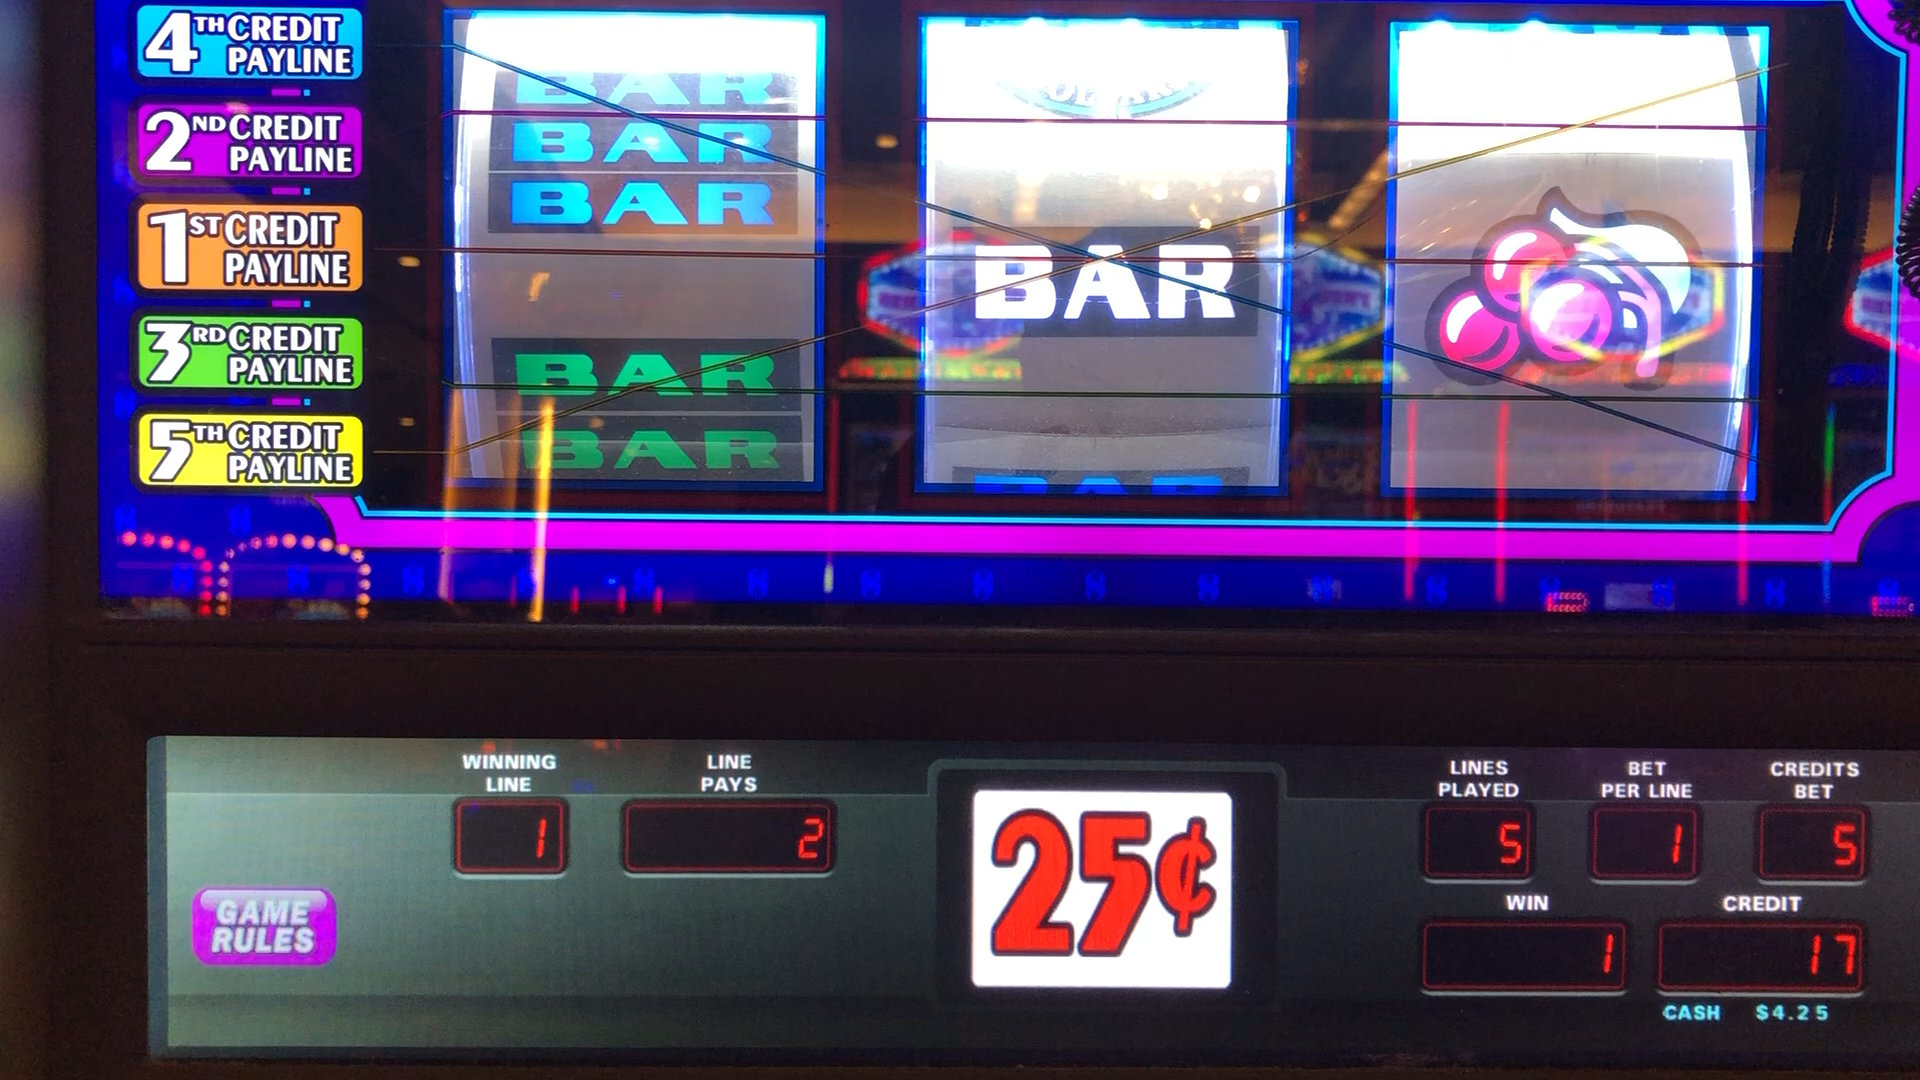 4TH CREDIT
PAYLINE
2ND CREDIT
PAYLINE
1ST CREDIT
PAYLINE
3RD CREDIT
PAYLINE
5TH CREDIT
PAYLINE
BAR
BAR
BAR
BAR
BAR
BAR
BAR
WINNING
LINE
1
LINE
PAYS
2
25¢
LINES
PLAYED
5
BET
PER LINE
1
CREDITS
BET
5
GAME
RULES
WIN
1
CREDIT
17
CASH $4.25